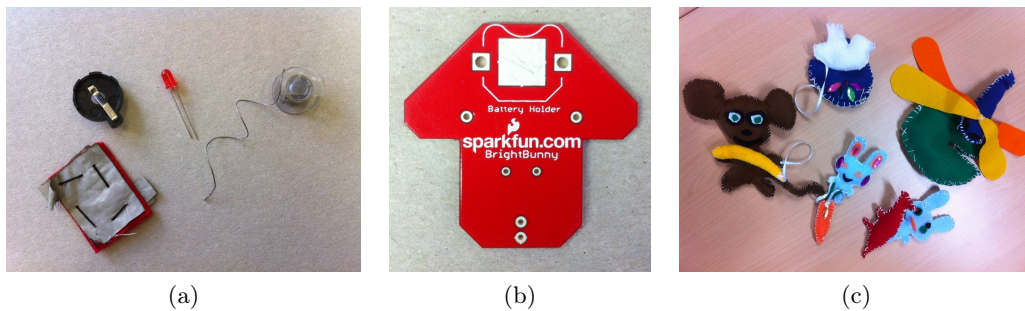 Battery Holder
sparkfun.com
BrightBunny
(a)
(b)
(c)